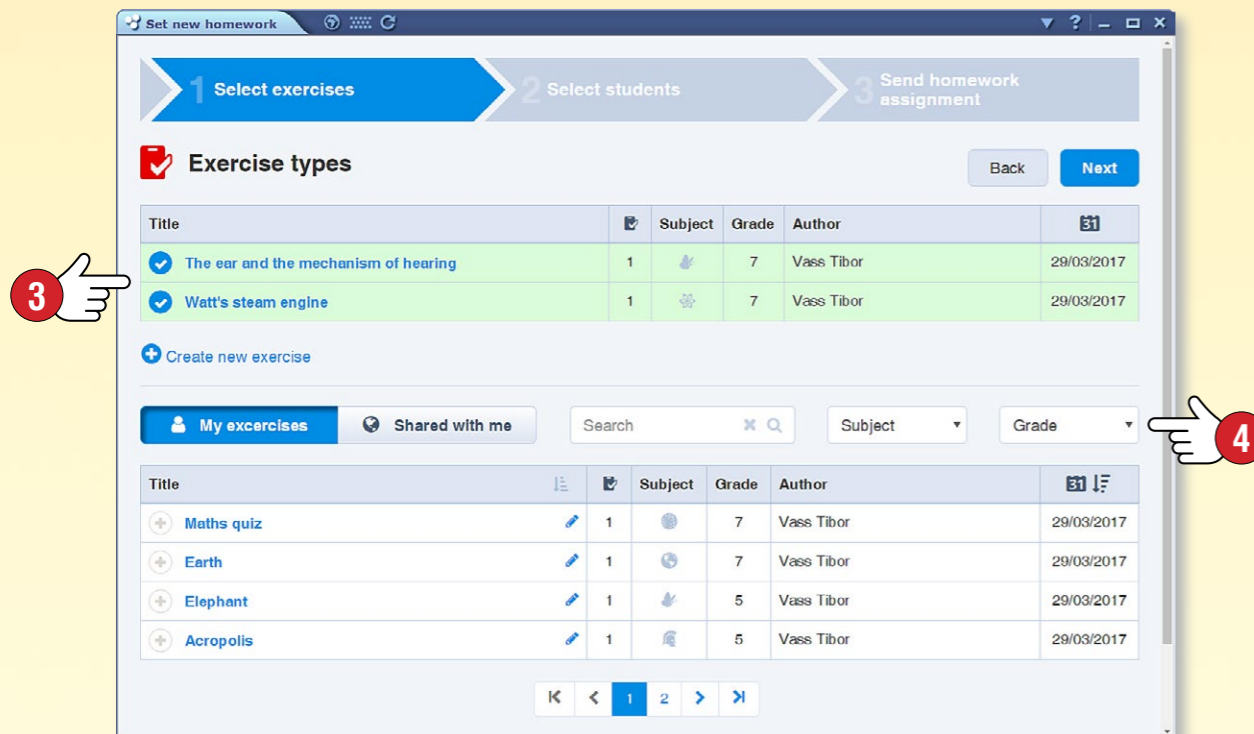 Set new homework
1 Select exercises
2 Select students
3 Send homework
assignment
Exercise types
Back
Next
Title Subject Grade Author 31
The ear and the mechanism of hearing 1 7 Vass Tibor 29/03/2017
Watt's steam engine 1 7 Vass Tibor 29/03/2017
3
Create new exercise
My excercises
Shared with me
Search
Subject
Grade
4
Title Subject Grade Author 31
Maths quiz 1 7 Vass Tibor 29/03/2017
Earth 1 7 Vass Tibor 29/03/2017
Elephant 1 5 Vass Tibor 29/03/2017
Acropolis 1 5 Vass Tibor 29/03/2017
1 2